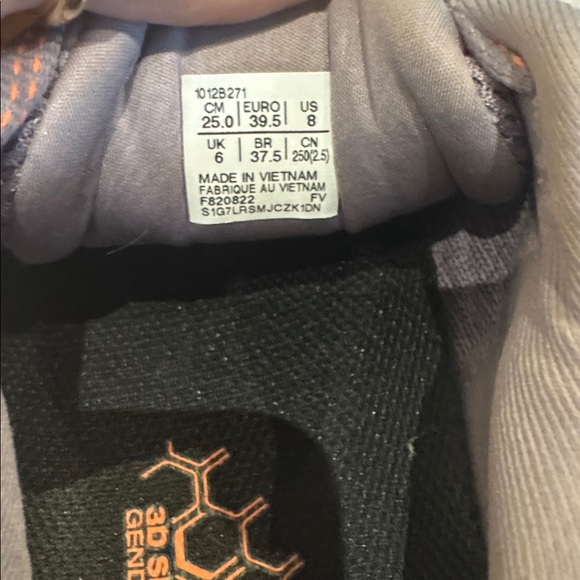 1012B271
CM EURO US
25.0 39.5 8
UK BR CN
6 37.5 250(2.5)
MADE IN VIETNAM
FABRIQUE AU VIETNAM
F820822 FV
S1G7LRSMJCZK1DN
3D
GEND